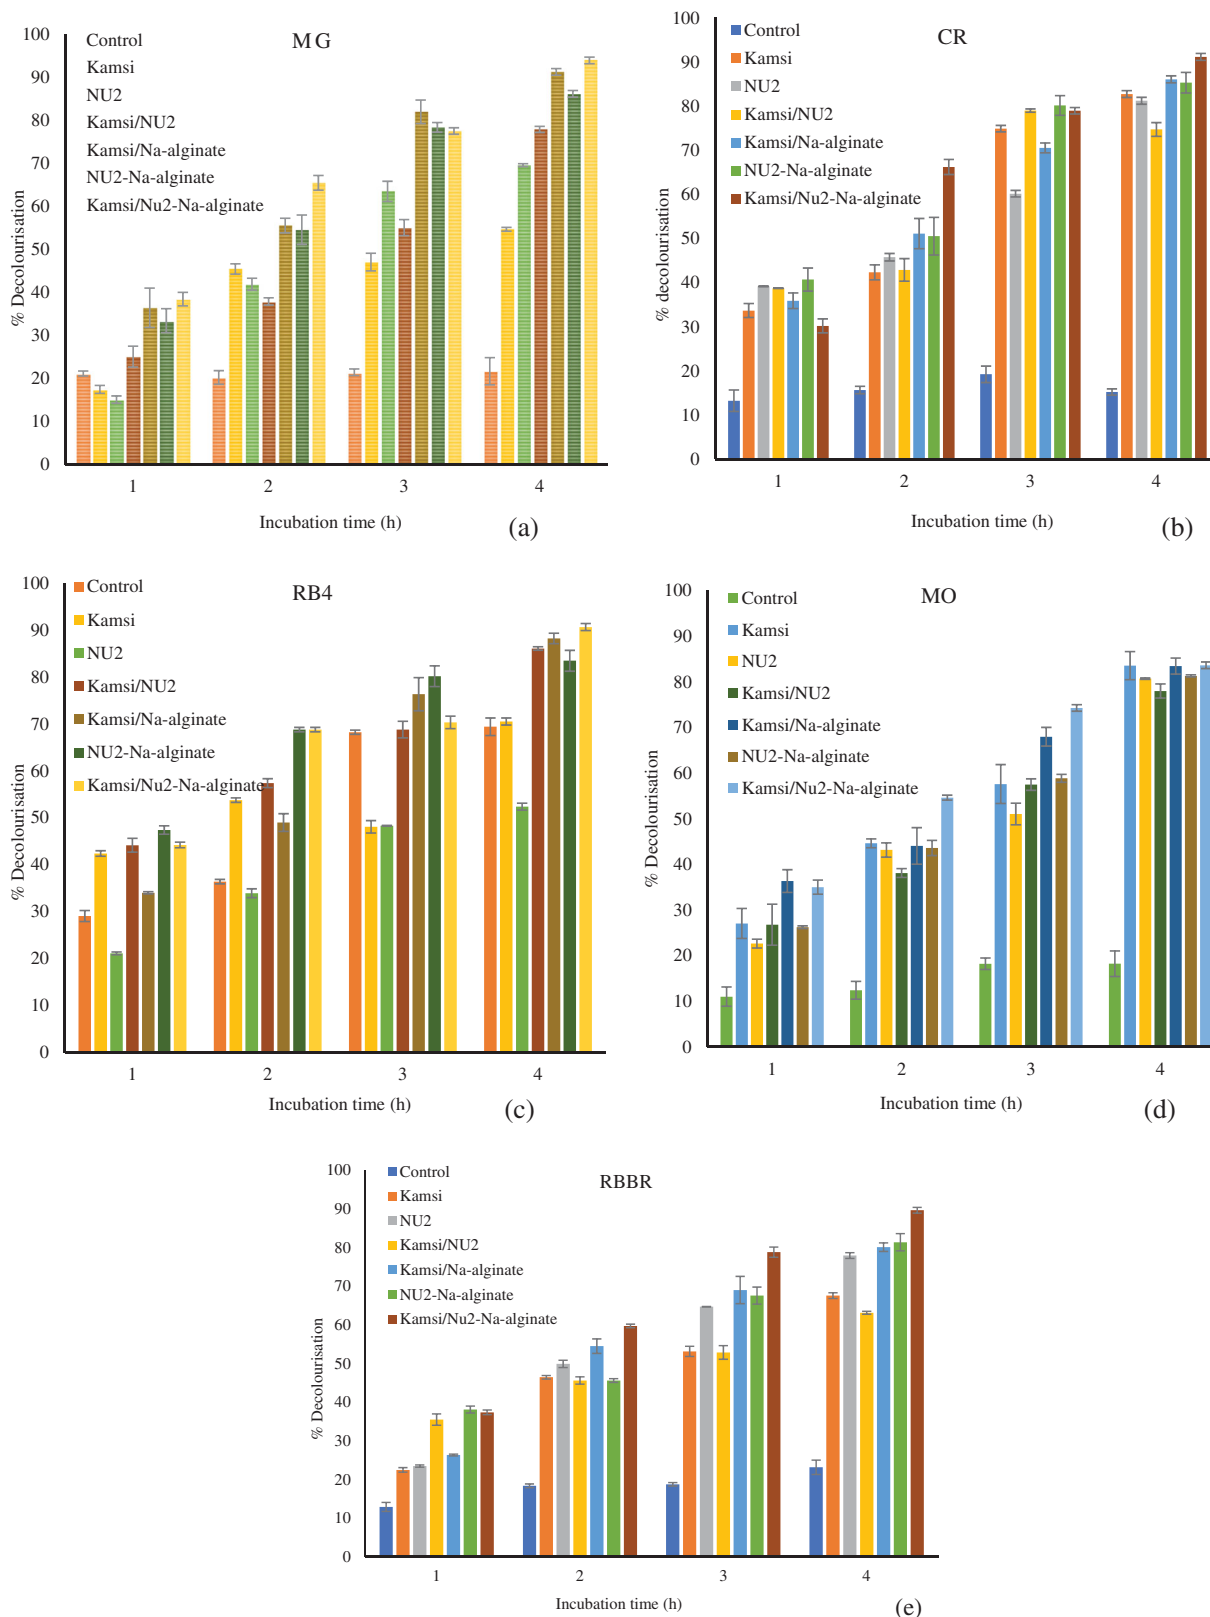 MG
% Decolourisation
100
90
80
70
60
50
40
30
20
10
0
Control
Kamsi
NU2
Kamsi/NU2
Kamsi/Na-alginate
NU2-Na-alginate
Kamsi/Nu2-Na-alginate
1 2 3 4
Incubation time (h)
(a)
CR
% decolourisation
100
90
80
70
60
50
40
30
20
10
0
Control
Kamsi
NU2
Kamsi/NU2
Kamsi/Na-alginate
NU2-Na-alginate
Kamsi/Nu2-Na-alginate
1 2 3 4
Incubation time (h)
(b)
RB4
% Decolourisation
100
90
80
70
60
50
40
30
20
10
0
Control
Kamsi
NU2
Kamsi/NU2
Kamsi/Na-alginate
NU2-Na-alginate
Kamsi/Nu2-Na-alginate
1 2 3 4
Incubation time (h)
(c)
MO
% Decolourisation
100
90
80
70
60
50
40
30
20
10
0
Control
Kamsi
NU2
Kamsi/NU2
Kamsi/Na-alginate
NU2-Na-alginate
Kamsi/Nu2-Na-alginate
1 2 3 4
Incubation time (h)
(d)
RBBR
% Decolourisation
100
90
80
70
60
50
40
30
20
10
0
Control
Kamsi
NU2
Kamsi/NU2
Kamsi/Na-alginate
NU2-Na-alginate
Kamsi/Nu2-Na-alginate
1 2 3 4
Incubation time (h)
(e)